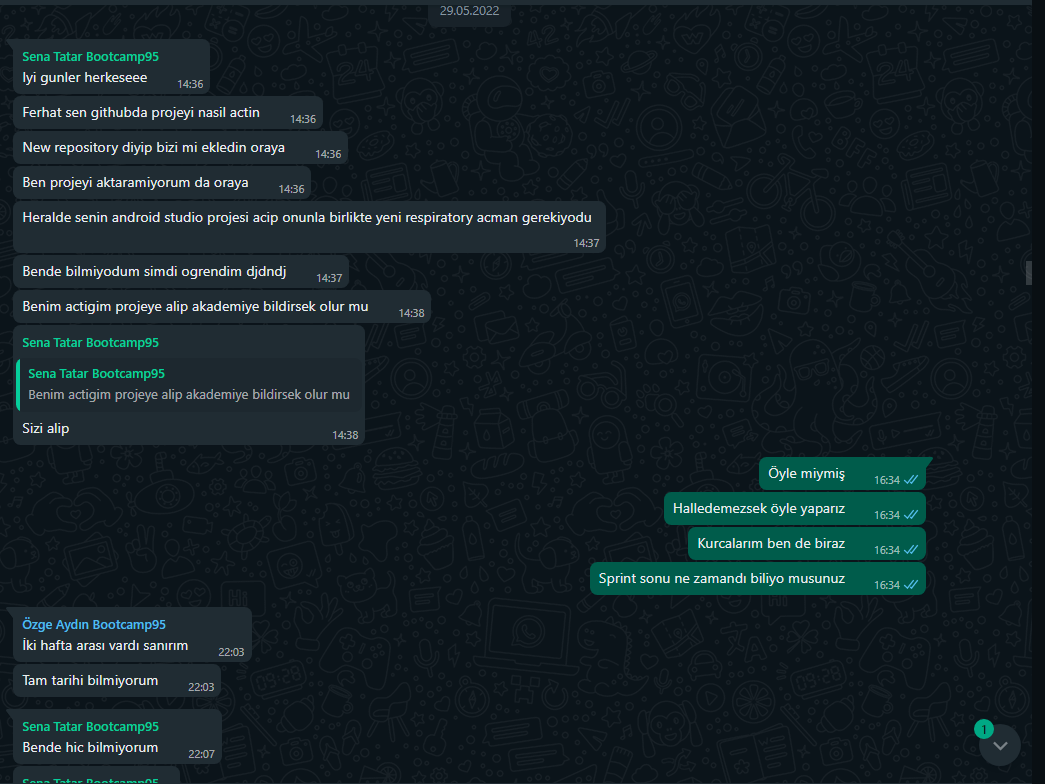 29.05.2022
Sena Tatar Bootcamp95
Iyi gunler herkeseee
14:36
Ferhat sen githubda projeyi nasil actin
14:36
New repository diyip bizi mi ekledin oraya
14:36
Ben projeyi aktaramiyorum da oraya
14:36
Heralde senin android studio projesi acip onunla birlikte yeni respiratory acman gerekiyodu
14:37
Bende bilmiyodum simdi ogrendim djdndj
14:37
Benim actigim projeye alip akademiye bildirsek olur mu
14:38
Sena Tatar Bootcamp95
Sena Tatar Bootcamp95
Benim actigim projeye alip akademiye bildirsek olur mu
Sizi alip
14:38
Öyle miymiş
16:34
Halledemezsek öyle yaparız
16:34
Kurcalarım ben de biraz
16:34
Sprint sonu ne zamandı biliyo musunuz
16:34
Özge Aydın Bootcamp95
İki hafta arası vardı sanırım
22:03
Tam tarihi bilmiyorum
22:03
Sena Tatar Bootcamp95
Bende hic bilmiyorum
22:07
1
Sena Tatar Bootcamp95